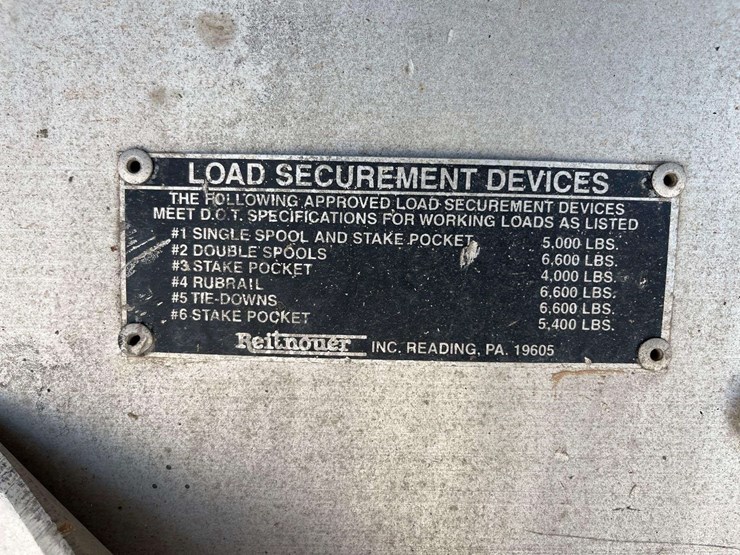 LOAD SECUREMENT DEVICES
THE FOLLOWING APPROVED LOAD SECUREMENT DEVICES
MEET D.O.T. SPECIFICATIONS FOR WORKING LOADS AS LISTED
#1 SINGLE SPOOL AND STAKE POCKET 5,000 LBS.
#2 DOUBLE SPOOLS 6,600 LBS.
#3 STAKE POCKET 4,000 LBS.
#4 RUBRAIL 6,600 LBS.
#5 TIE-DOWNS 6,600 LBS.
#6 STAKE POCKET 5,400 LBS.
Reitnouer INC. READING, PA. 19605